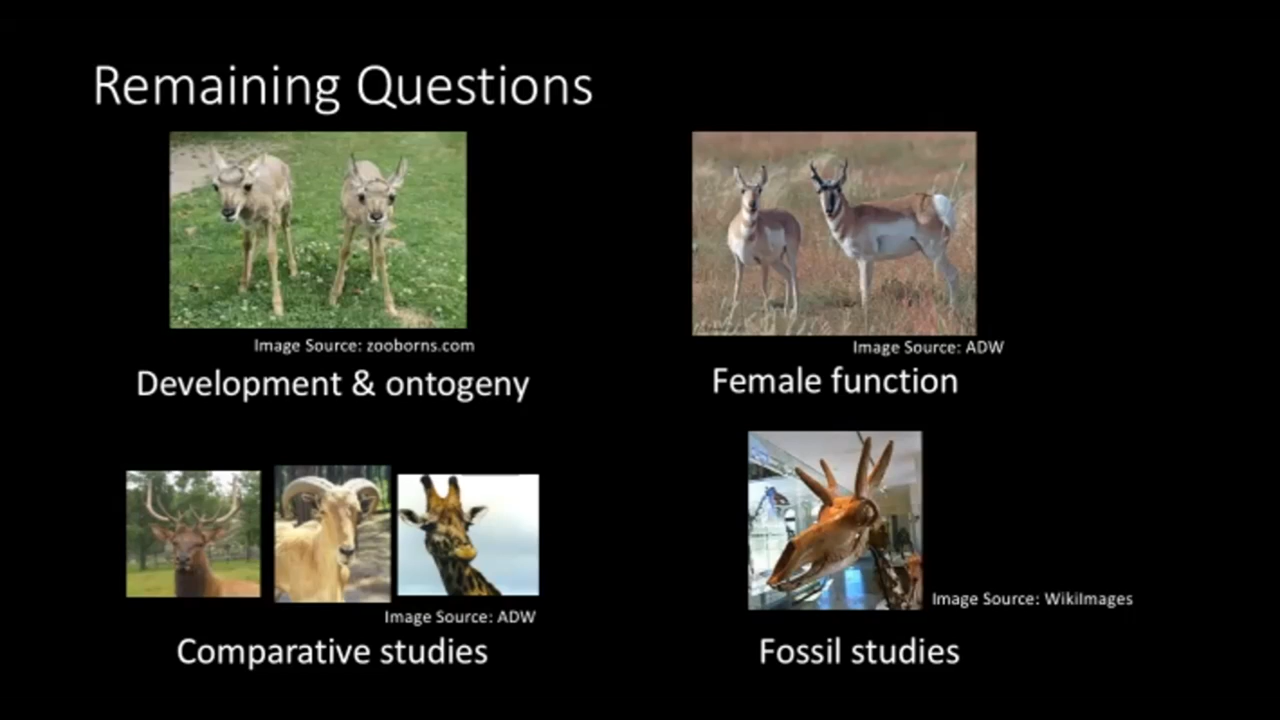 Remaining Questions
Image Source: zooborns.com
Development & ontogeny
Image Source: ADW
Female function
Image Source: ADW
Comparative studies
Image Source: WikiImages
Fossil studies